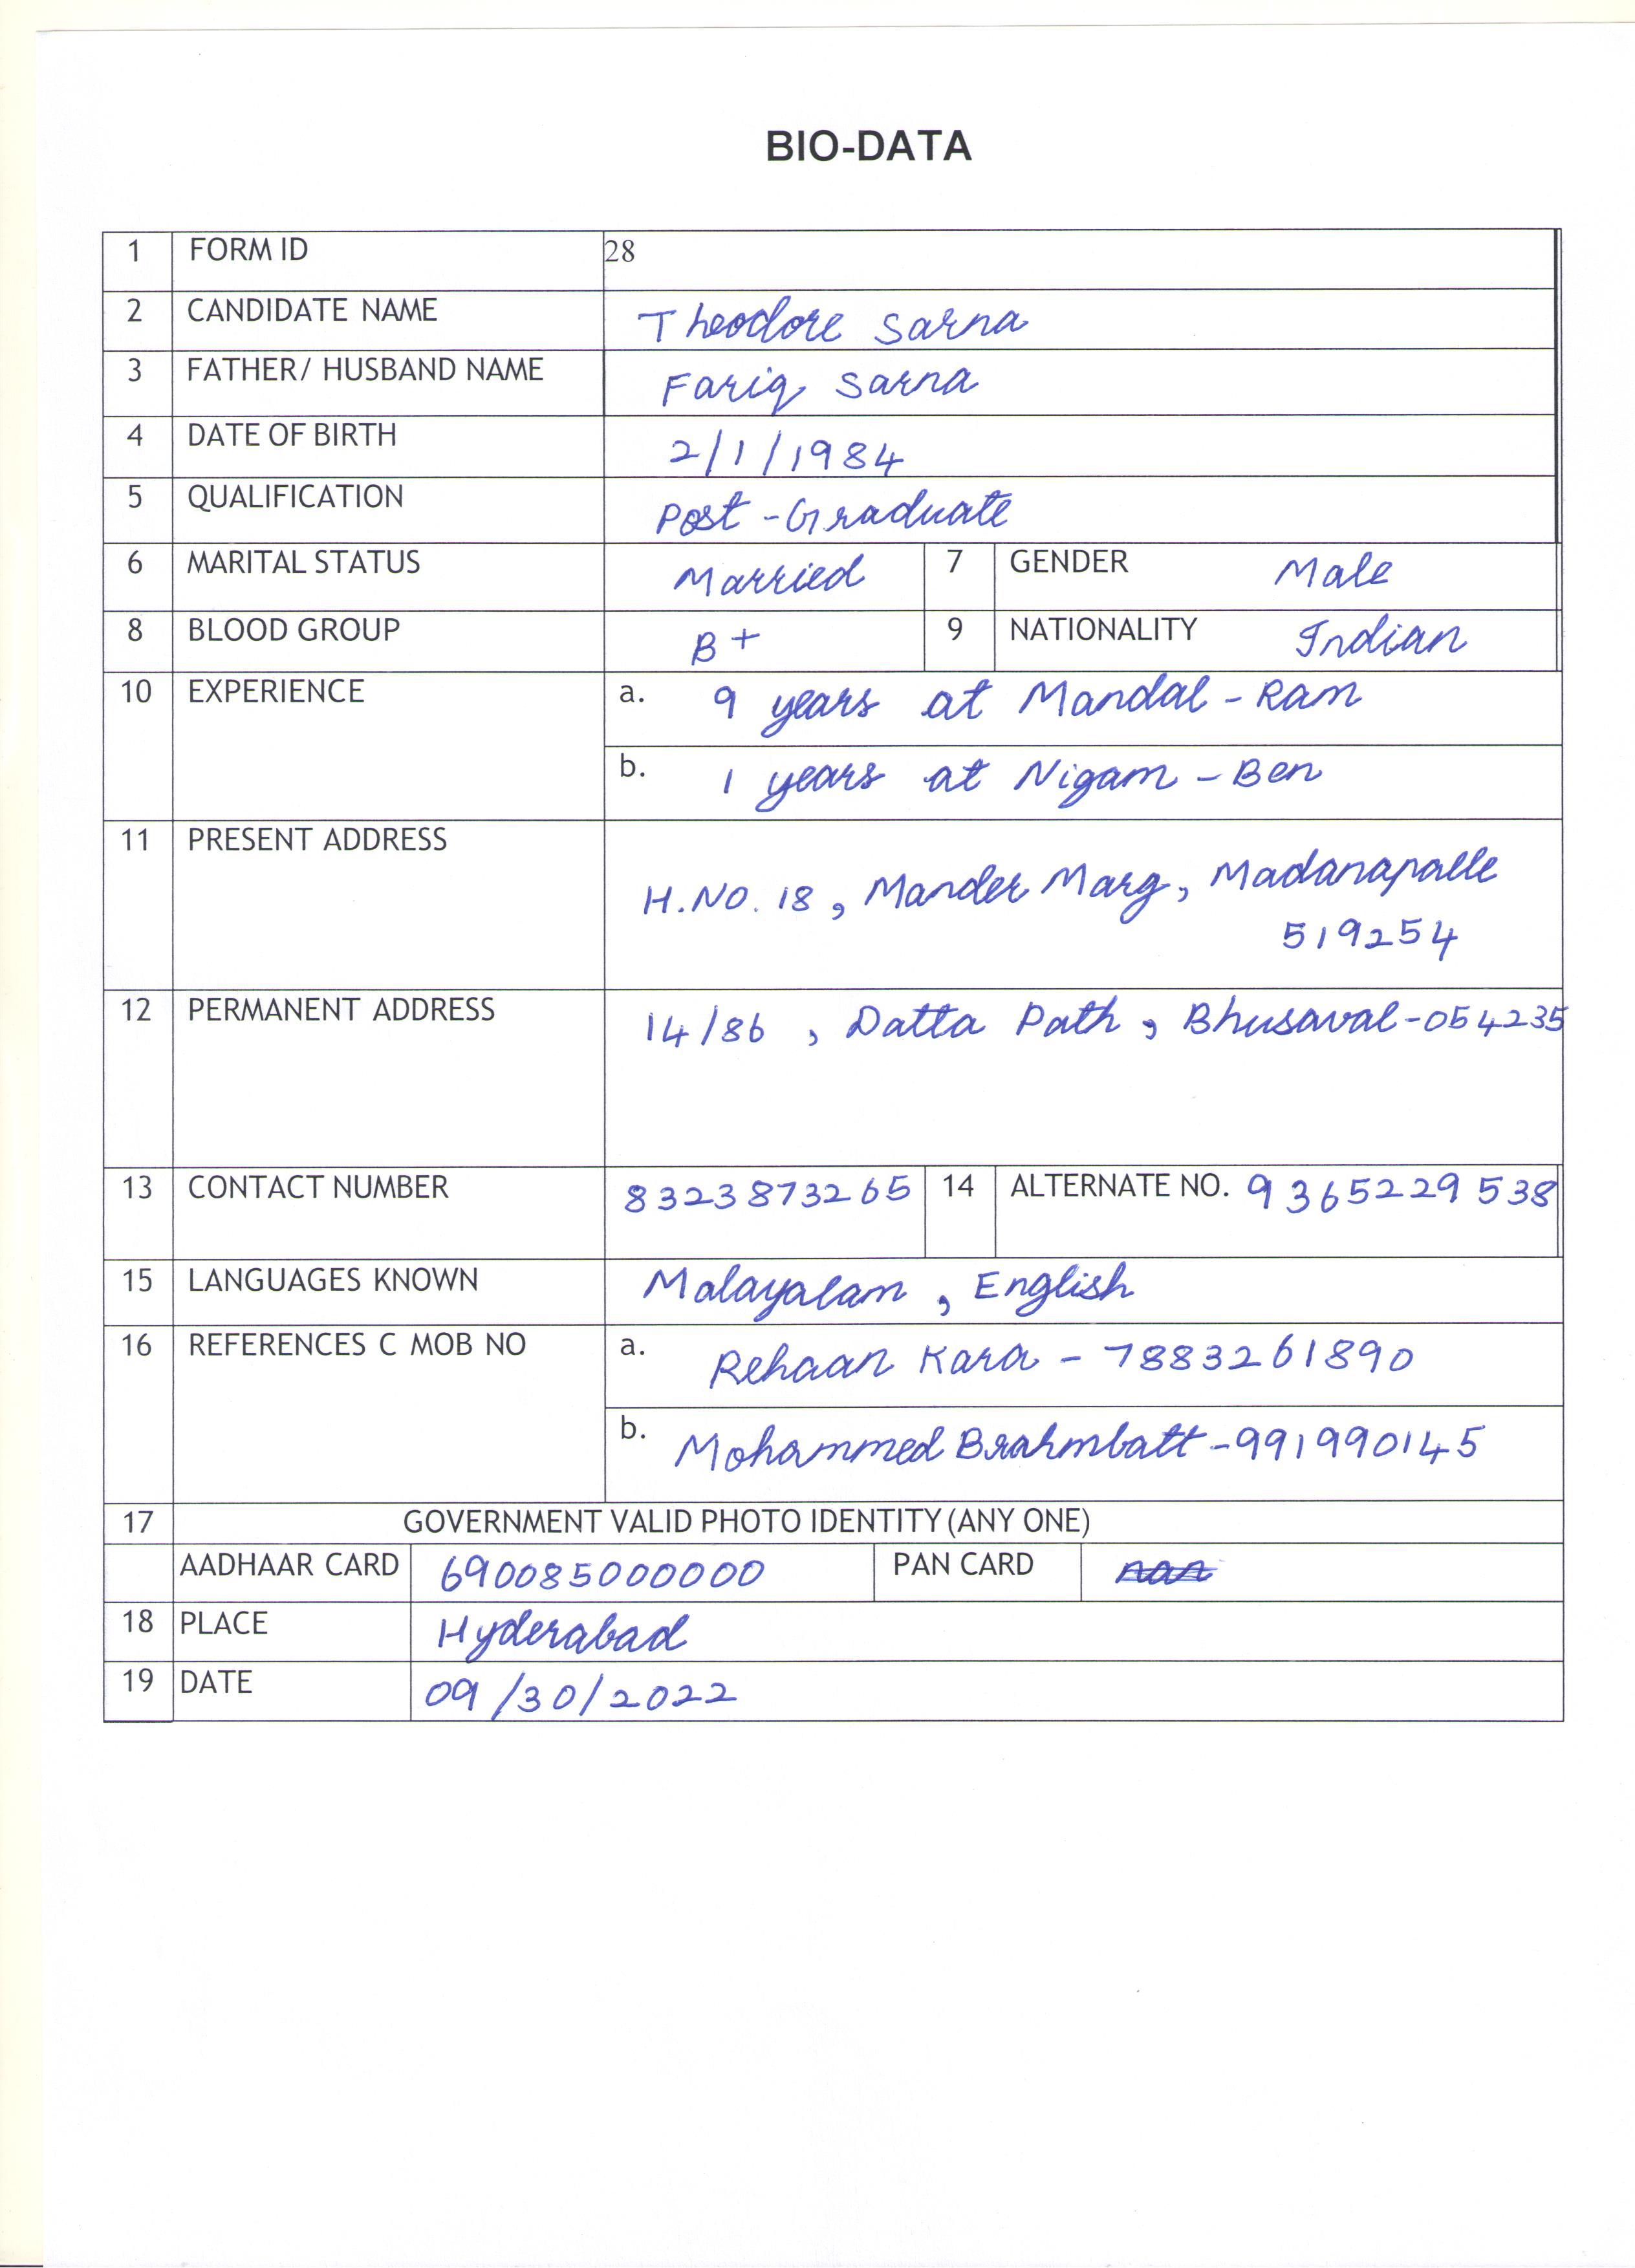 BIO-DATA
1 FORM ID 28
2 CANDIDATE NAME Theodore Sarna
3 FATHER/ HUSBAND NAME Fariq Sarna
4 DATE OF BIRTH 2/1/1984
5 QUALIFICATION Post-Graduate
6 MARITAL STATUS Married 7 GENDER Male
8 BLOOD GROUP B+ 9 NATIONALITY Indian
10 EXPERIENCE a. 9 years at Mandal-Ram
b. 1 years at Nigam-Ben
11 PRESENT ADDRESS
H.NO. 18, Mander Marg, Madanapalle
519254
12 PERMANENT ADDRESS 14/86, Datta Path, Bhusaval-054235
13 CONTACT NUMBER 8323873265 14 ALTERNATE NO. 9365229538
15 LANGUAGES KNOWN Malayalam, English
16 REFERENCES C MOB NO a. Rehaan Kara - 7883261890
b. Mohammed Brahmbatt-991990145
17 GOVERNMENT VALID PHOTO IDENTITY(ANY ONE)
AADHAAR CARD 690085000000 PAN CARD nan
18 PLACE Hyderabad
19 DATE 09/30/2022